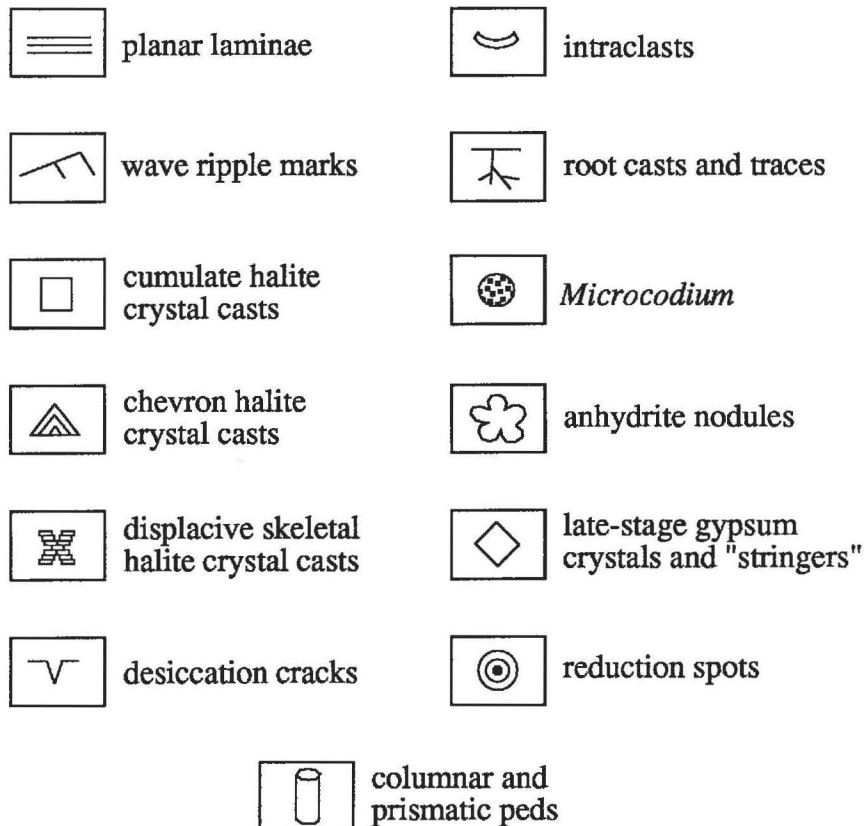 planar laminae
intraclasts
wave ripple marks
root casts and traces
cumulate halite
crystal casts
Microcodium
chevron halite
crystal casts
anhydrite nodules
displacive skeletal
halite crystal casts
late-stage gypsum
crystals and "stringers"
desiccation cracks
reduction spots
columnar and
prismatic peds